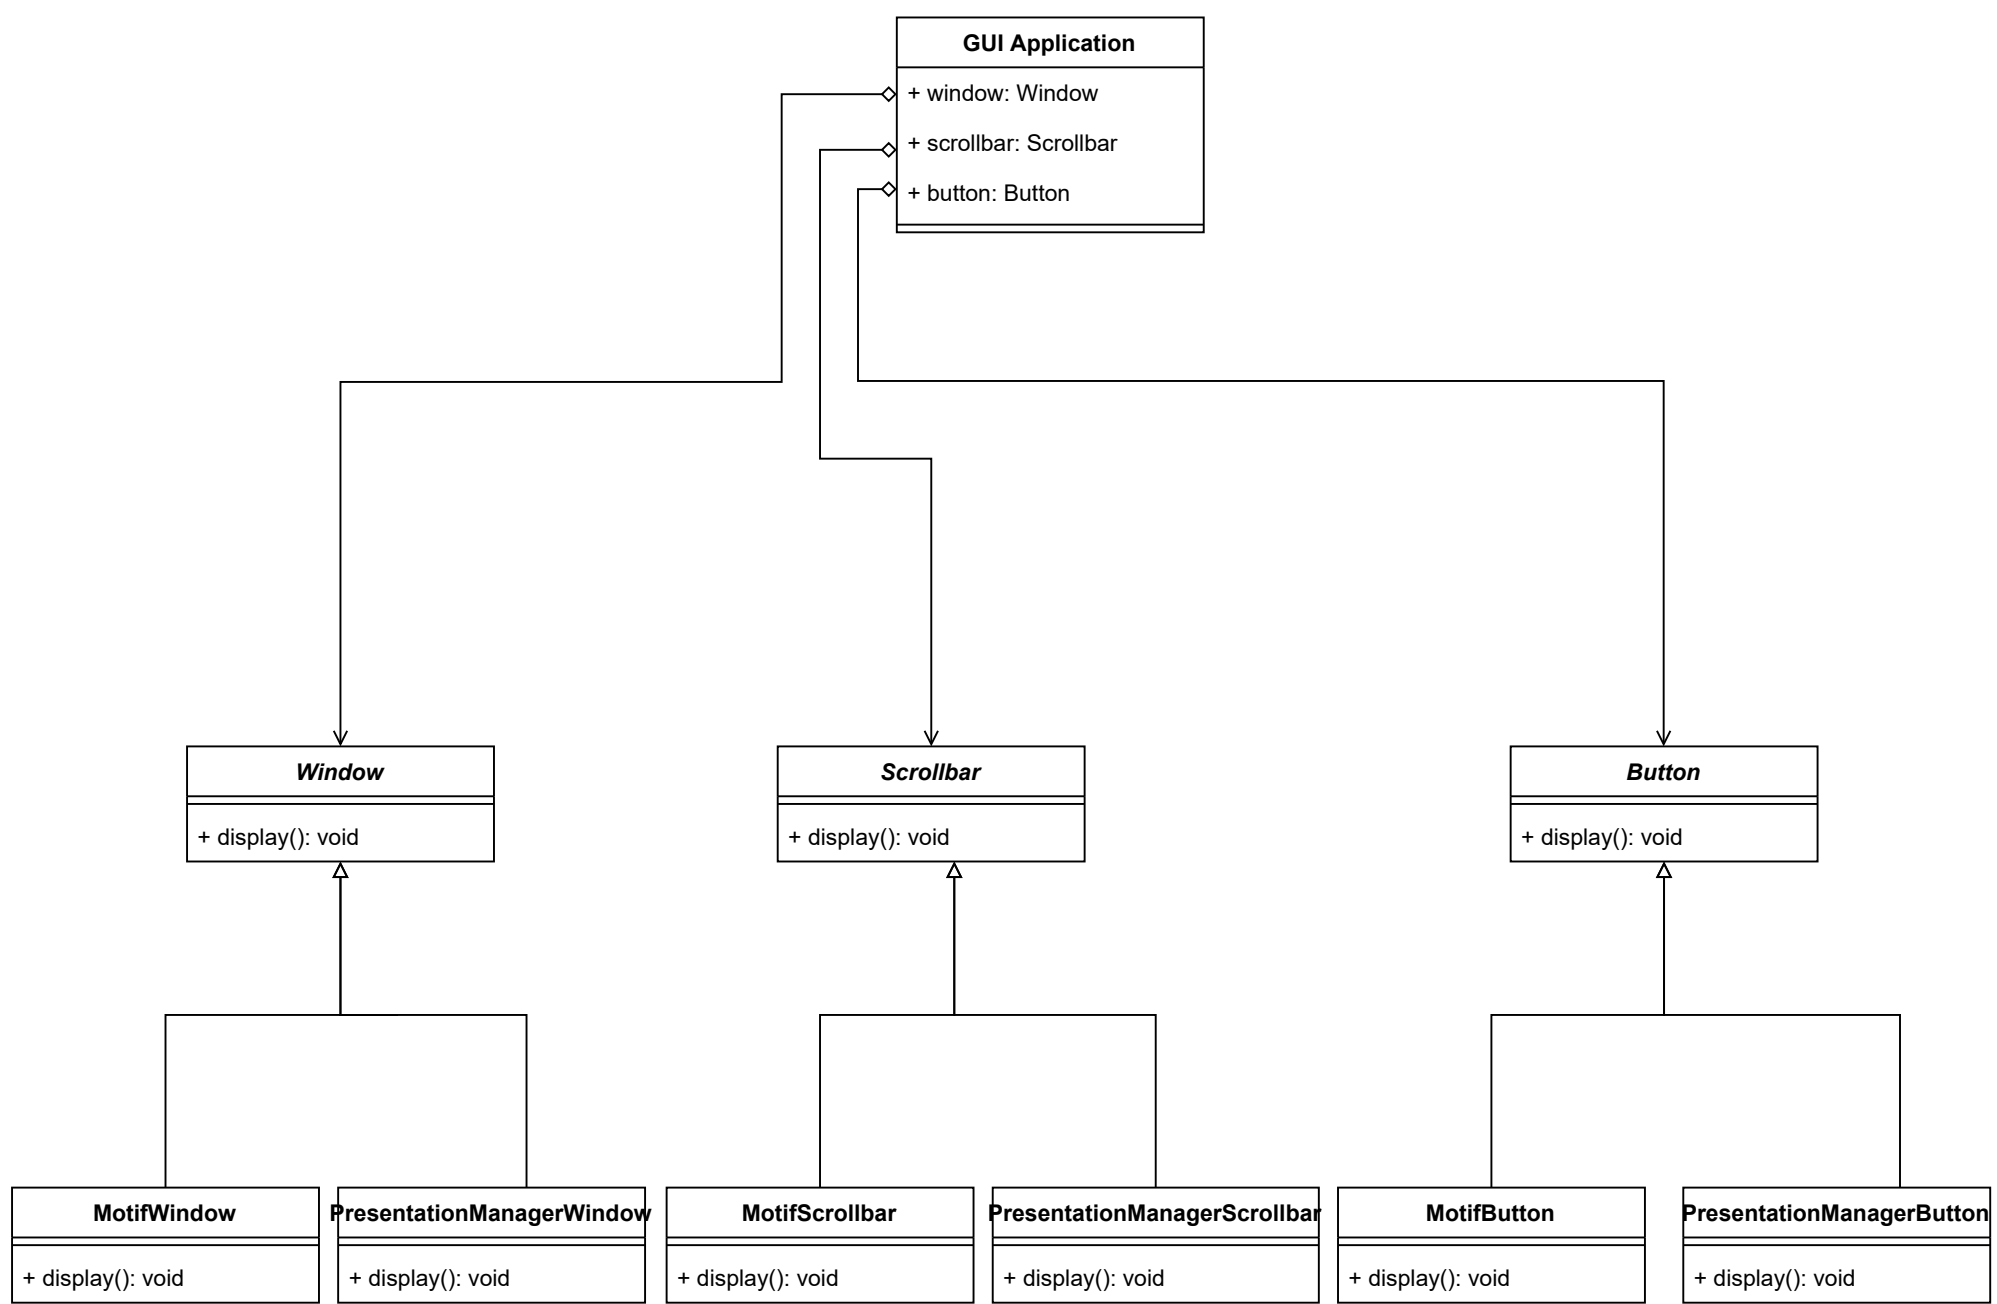 GUI Application
+ window: Window
+ scrollbar: Scrollbar
+ button: Button
Window
+ display(): void
Scrollbar
+ display(): void
Button
+ display(): void
MotifWindow
+ display(): void
PresentationManagerWindow
+ display(): void
MotifScrollbar
+ display(): void
PresentationManagerScrollbar
+ display(): void
MotifButton
+ display(): void
PresentationManagerButton
+ display(): void